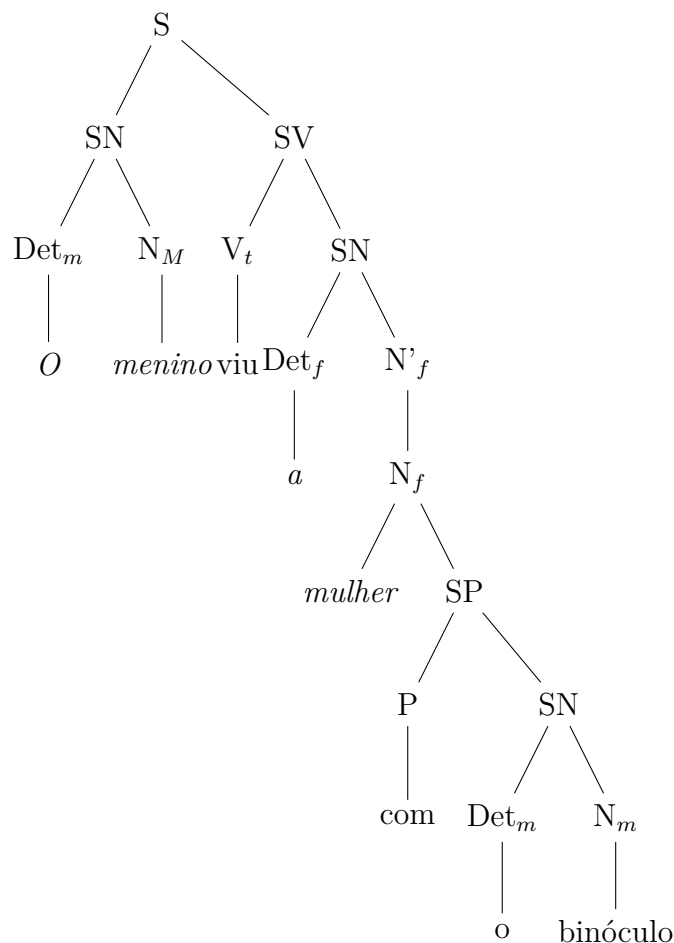 S
SN SV
Det_m N_M V_t SN
O menino viu Det_f N'_f
a N_f
mulher SP
P SN
com Det_m N_m
o binóculo